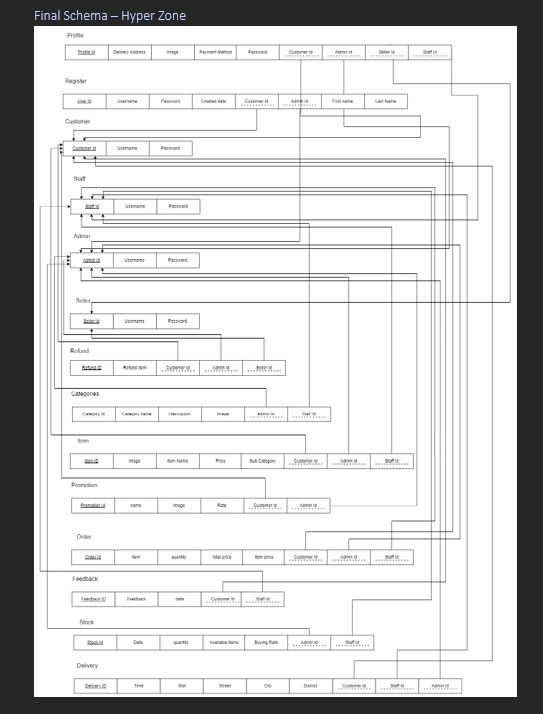 Final Schema – Hyper Zone
Profile
Profile Id Delivery Address Image Payment Method Password Customer Id Admin Id Seller Id Staff Id
Register
User Id Username Password Created date Customer Id Admin Id First name Last Name
Customer
Customer Id Username Password
Staff
Staff Id Username Password
Admin
Admin Id Username Password
Seller
Seller Id Username Password
Refund
Refund ID Refund Item Customer Id Admin Id Seller Id
Categories
Category Id Category name Description Image Admin Id Staff Id
Item
Item ID Image Item Name Price Sub Category Customer Id Admin Id Staff Id
Promotion
Promotion Id name Image Rate Customer Id Admin Id
Order
Order Id Item quantity total price Item price Customer Id Admin Id Staff Id
Feedback
Feedback ID Feedback date Customer Id Staff Id
Stock
Stock Id Date quantity Available Items Buying Rate Admin Id Staff Id
Delivery
Delivery ID Time Street City District Customer Id Staff Id Admin Id